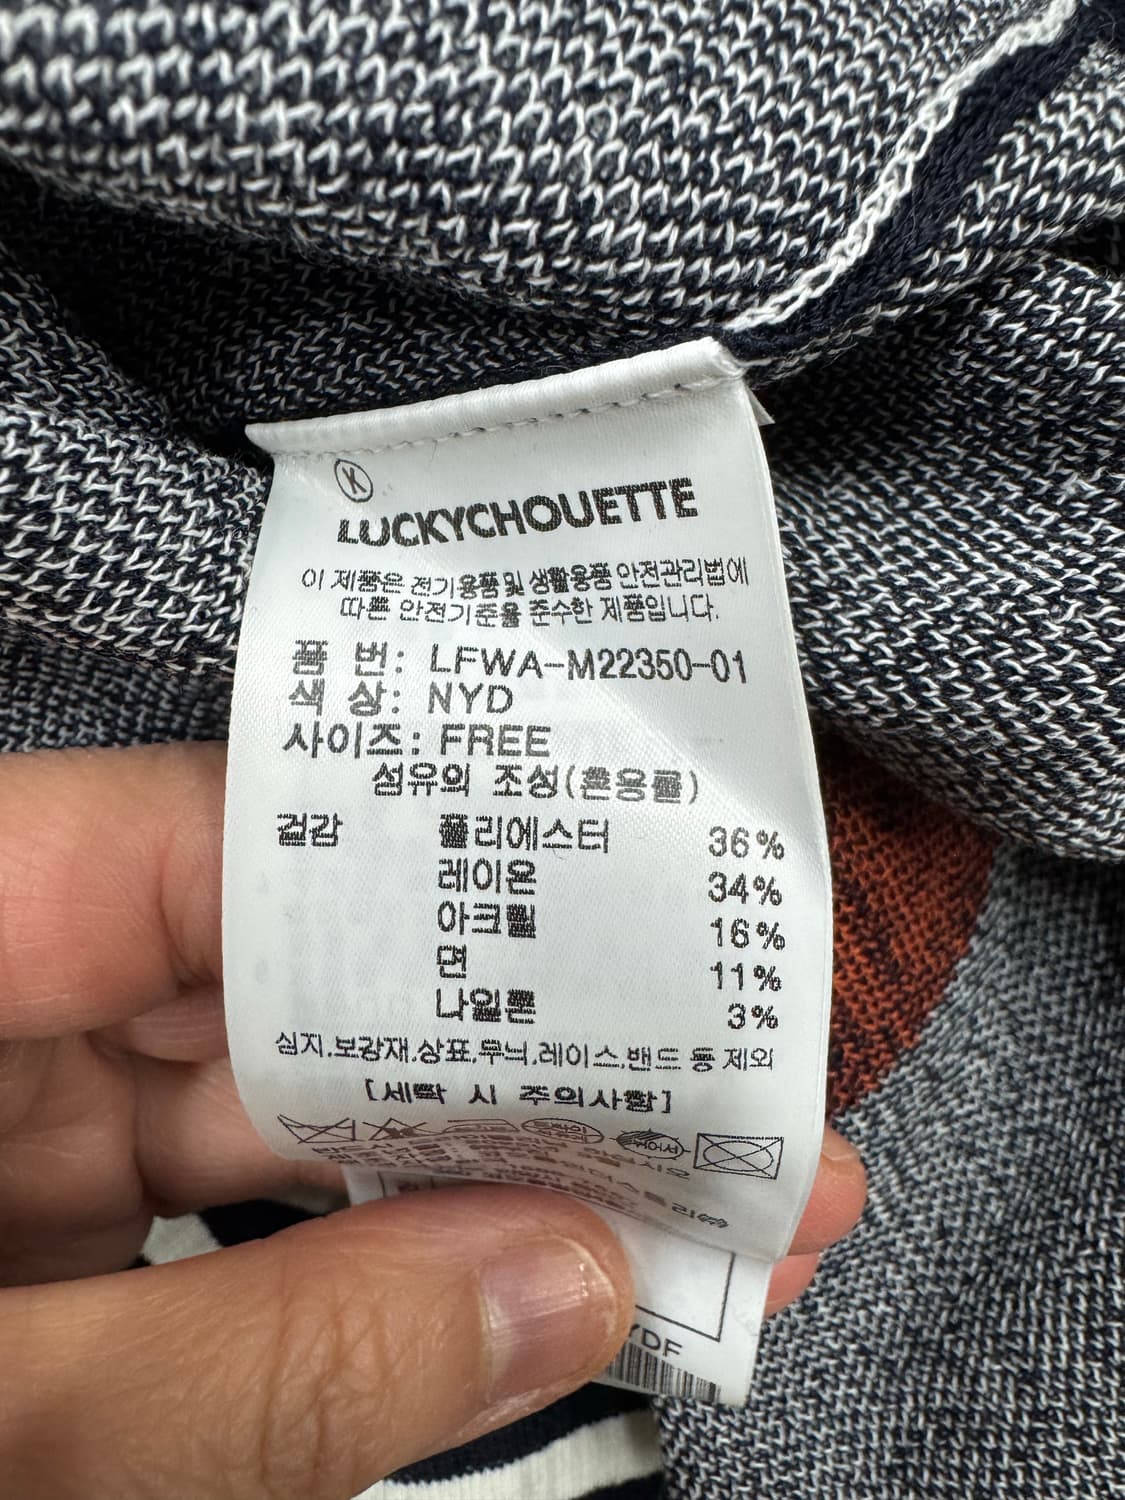 K
LUCKYCHOUETTE
이 제품은 전기용품 및 생활용품 안전관리법에
따른 안전기준을 준수한 제품입니다.
품 번: LFWA-M22350-01
색 상: NYD
사이즈: FREE
섬유의 조성(혼용률)
겉감 폴리에스터 36%
레이온 34%
아크릴 16%
면 11%
나일론 3%
심지,보강재,상표,무늬,레이스,밴드 등 제외
[세탁 시 주의사항]
YDF